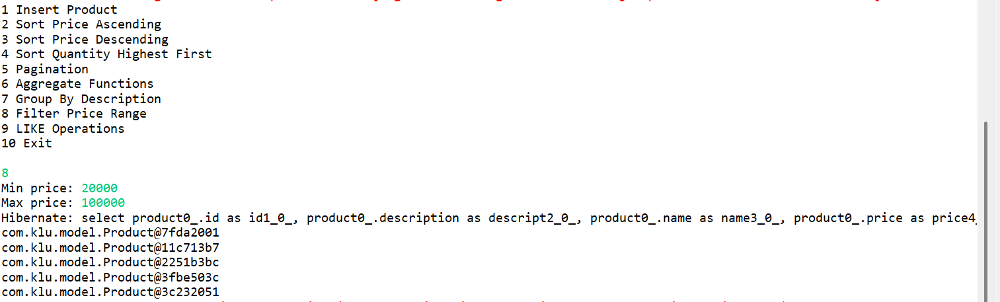 1 Insert Product
2 Sort Price Ascending
3 Sort Price Descending
4 Sort Quantity Highest First
5 Pagination
6 Aggregate Functions
7 Group By Description
8 Filter Price Range
9 LIKE Operations
10 Exit
8
Min price: 20000
Max price: 100000
Hibernate: select product0_.id as id1_0_, product0_.description as descript2_0_, product0_.name as name3_0_, product0_.price as price4_
com.klu.model.Product@7fda2001
com.klu.model.Product@11c713b7
com.klu.model.Product@2251b3bc
com.klu.model.Product@3fbe503c
com.klu.model.Product@3c232051